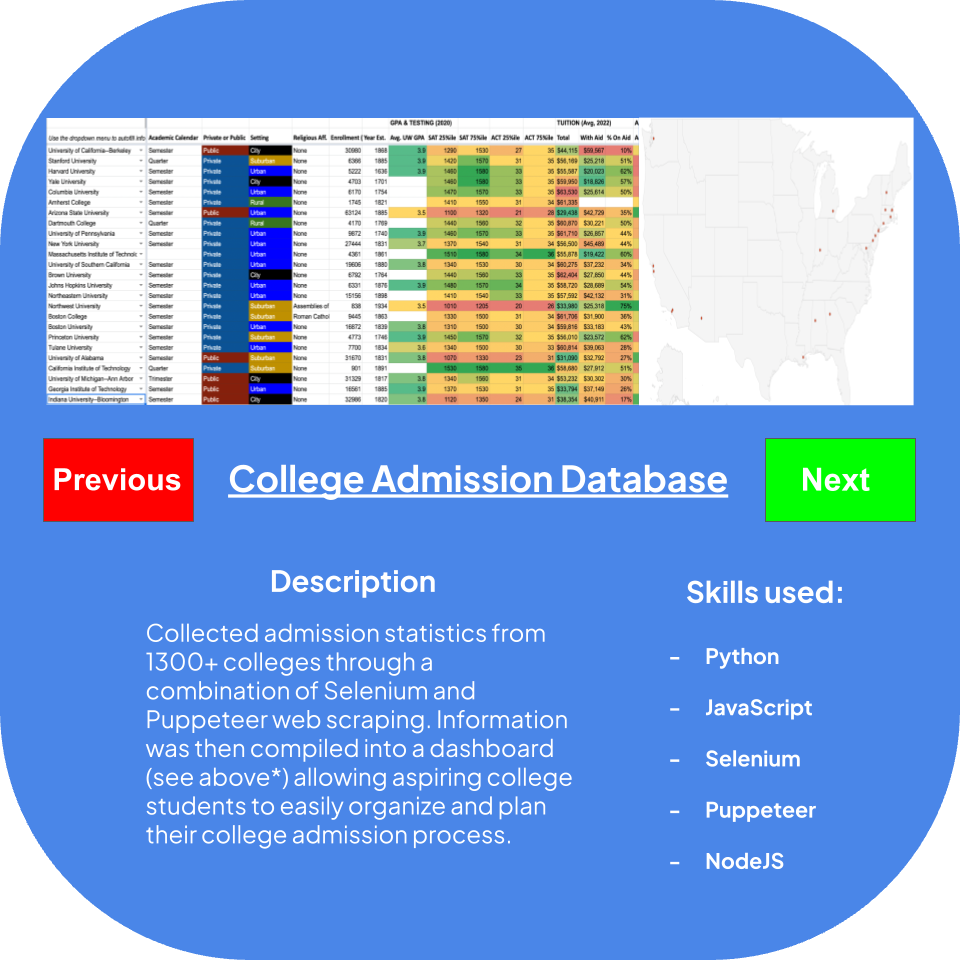 GPA & TESTING (2020) TUITION (Avg, 2022) A
Use the dropdown menu to autofill info Academic Calendar Private or Public Setting Religious Aff. Enrollment ( Year Est. Avg. UW GPA SAT 25%ile SAT 75%ile ACT 25%ile ACT 75%ile Total With Aid % On Aid A
University of California--Berkeley Semester Public City None 30980 1868 3.9 1290 1530 27 35 $44,115 $59,567 10%
Stanford University Quarter Private Suburban None 6366 1885 3.9 1420 1570 31 35 $56,169 $25,218 51%
Harvard University Semester Private Urban None 5222 1636 3.9 1460 1580 33 35 $55,587 $20,023 62%
Yale University Semester Private City None 4703 1701 1460 1580 33 35 $59,950 $18,826 57%
Columbia University Semester Private Urban None 6170 1754 1470 1570 33 35 $63,530 $25,614 50%
Amherst College Semester Private Rural None 1745 1821 1410 1550 31 34 $61,335
Arizona State University Semester Public Urban None 63124 1885 3.5 1100 1320 21 28 $29,438 $42,729 35%
Dartmouth College Quarter Private Rural None 4170 1769 1440 1560 32 35 $60,870 $30,221 50%
University of Pennsylvania Semester Private Urban None 9872 1740 3.9 1460 1570 33 35 $61,710 $26,857 44%
New York University Semester Private Urban None 27444 1831 3.7 1370 1540 31 34 $56,500 $45,489 44%
Massachusetts Institute of Technolo Semester Private Urban None 4361 1861 1510 1580 34 36 $55,878 $19,422 60%
University of Southern California Semester Private Urban None 19606 1880 3.8 1340 1530 30 34 $60,275 $37,232 34%
Brown University Semester Private City None 6792 1764 1440 1560 33 35 $62,404 $27,850 44%
Johns Hopkins University Semester Private Urban None 6331 1876 3.9 1480 1570 34 35 $58,720 $28,689 54%
Northeastern University Semester Private Urban None 15156 1898 1410 1540 33 35 $57,592 $42,132 31%
Northwest University Semester Private Suburban Assemblies of 838 1934 3.5 1010 1205 20 26 $33,980 $25,318 75%
Boston College Semester Private Suburban Roman Cathol 9445 1863 1330 1500 31 34 $61,706 $31,900 36%
Boston University Semester Private Urban None 16872 1839 3.8 1310 1500 30 34 $59,816 $33,183 43%
Princeton University Semester Private Suburban None 4773 1746 3.9 1450 1570 32 35 $56,010 $23,572 62%
Tulane University Semester Private Urban None 7700 1834 3.6 1340 1500 30 33 $60,814 $39,063 28%
University of Alabama Semester Public Suburban None 31670 1831 3.8 1070 1330 23 31 $31,090 $32,792 27%
California Institute of Technology Quarter Private Suburban None 901 1891 1530 1580 35 36 $58,680 $27,912 51%
University of Michigan--Ann Arbor Trimester Public City None 31329 1817 3.8 1340 1560 31 34 $53,232 $30,302 30%
Georgia Institute of Technology Semester Public Urban None 16561 1885 3.9 1370 1530 31 35 $33,794 $37,149 26%
Indiana University--Bloomington Semester Public City None 32986 1820 3.8 1120 1350 24 31 $38,354 $40,911 17%
Previous
College Admission Database
Next
Description
Collected admission statistics from
1300+ colleges through a
combination of Selenium and
Puppeteer web scraping. Information
was then compiled into a dashboard
(see above*) allowing aspiring college
students to easily organize and plan
their college admission process.
Skills used:
- Python
- JavaScript
- Selenium
- Puppeteer
- NodeJS